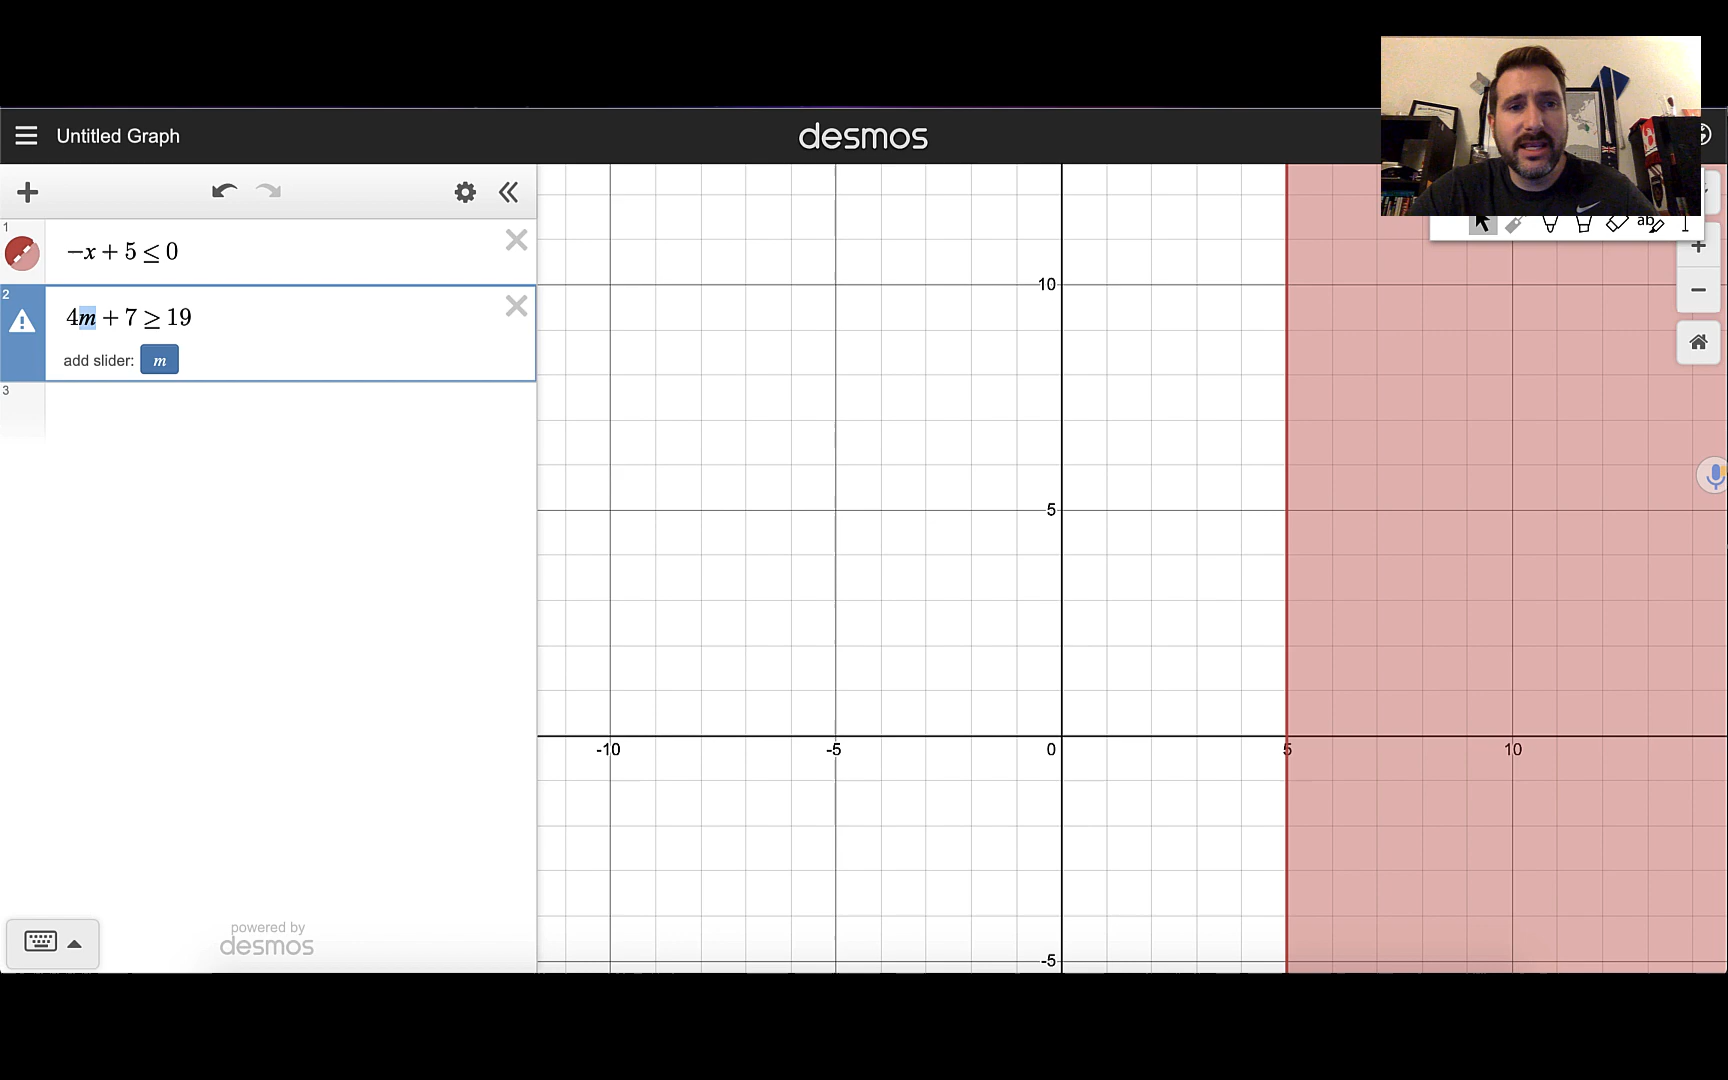 Untitled Graph
desmos
1
−x + 5 ≤ 0
2
4m + 7 ≥ 19
add slider: m
3
powered by
desmos
10
5
-10 -5 0 5 10
-5
ab